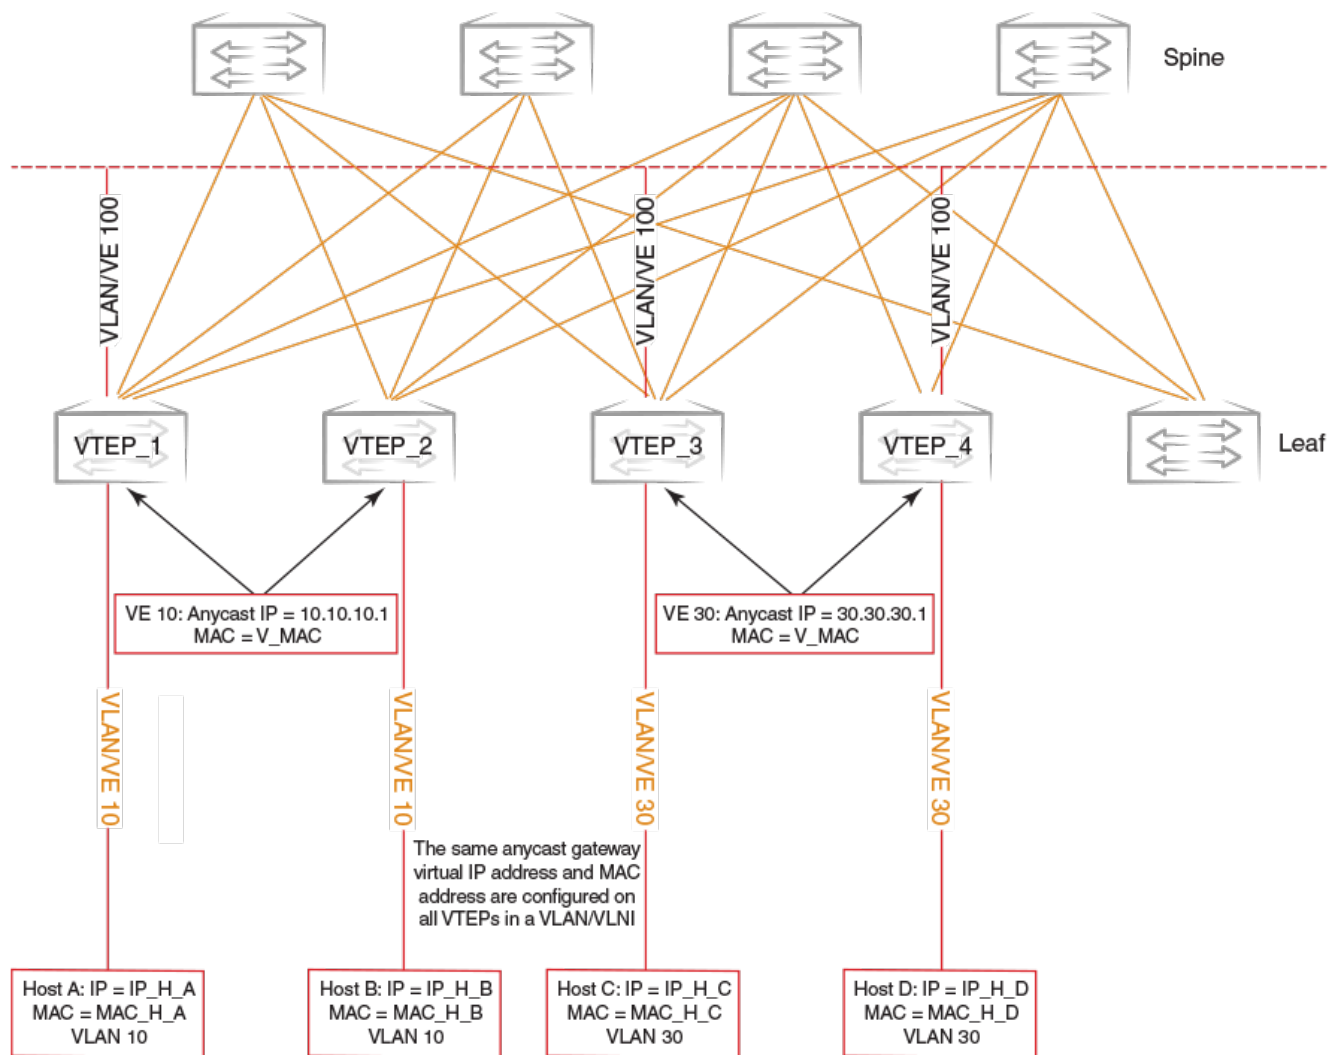 Spine
VLAN/VE 100
VLAN/VE 100
VLAN/VE 100
VTEP_1
VTEP_2
VTEP_3
VTEP_4
Leaf
VE 10: Anycast IP = 10.10.10.1
MAC = V_MAC
VE 30: Anycast IP = 30.30.30.1
MAC = V_MAC
VLAN/VE 10
VLAN/VE 10
VLAN/VE 30
VLAN/VE 30
The same anycast gateway
virtual IP address and MAC
address are configured on
all VTEPs in a VLAN/VLNI
Host A: IP = IP_H_A
MAC = MAC_H_A
VLAN 10
Host B: IP = IP_H_B
MAC = MAC_H_B
VLAN 10
Host C: IP = IP_H_C
MAC = MAC_H_C
VLAN 30
Host D: IP = IP_H_D
MAC = MAC_H_D
VLAN 30